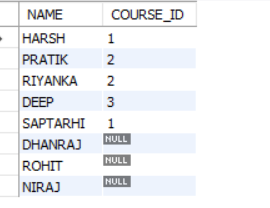 NAME COURSE_ID
HARSH 1
PRATIK 2
RIYANKA 2
DEEP 3
SAPTARHI 1
DHANRAJ NULL
ROHIT NULL
NIRAJ NULL